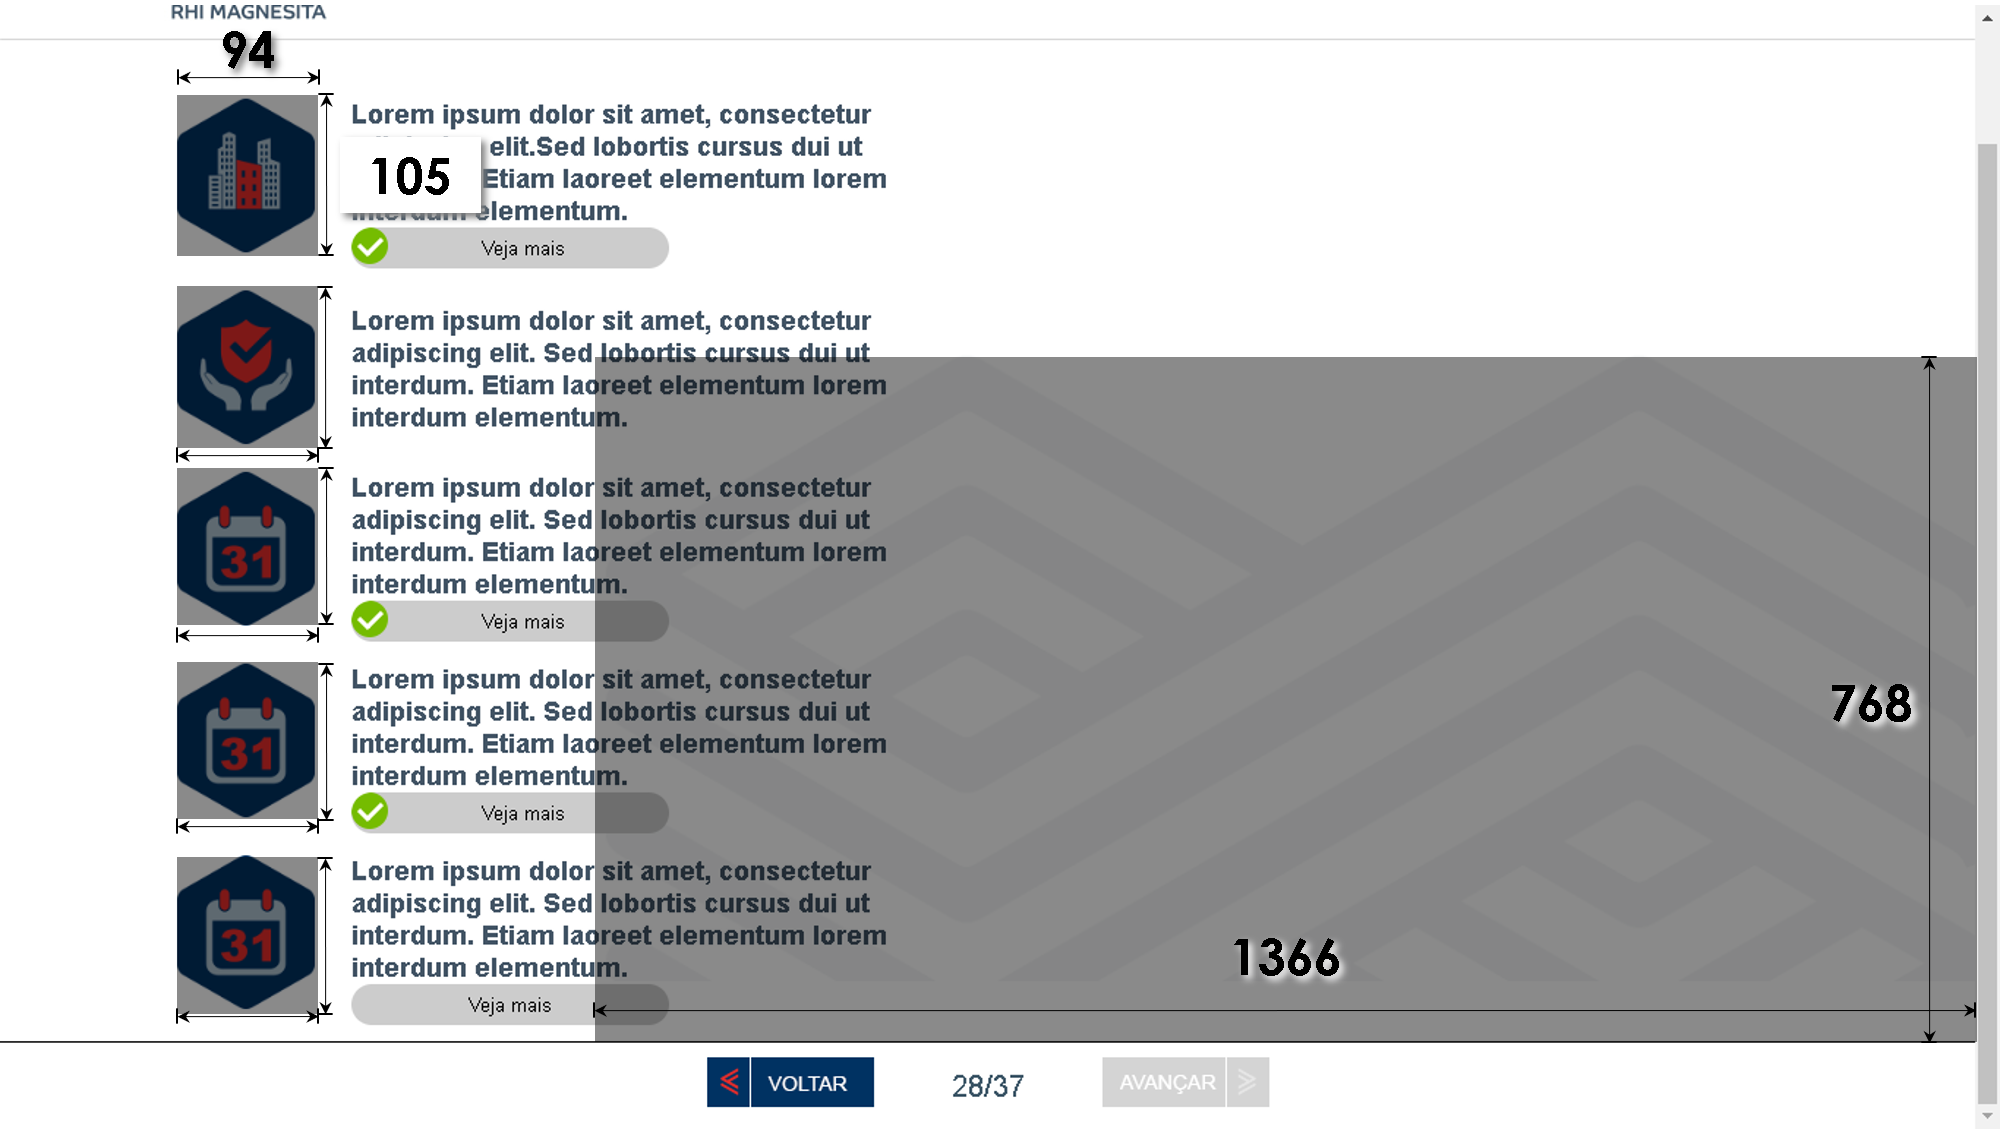 RHI MAGNESITA
94
Lorem ipsum dolor sit amet, consectetur
elit.Sed lobortis cursus dui ut
105
Etiam laoreet elementum lorem
elementum.
Veja mais
Lorem ipsum dolor sit amet, consectetur
adipiscing elit. Sed lobortis cursus dui ut
interdum. Etiam laoreet elementum lorem
interdum elementum.
31
Lorem ipsum dolor sit amet, consectetur
adipiscing elit. Sed lobortis cursus dui ut
interdum. Etiam laoreet elementum lorem
interdum elementum.
Veja mais
31
Lorem ipsum dolor sit amet, consectetur
adipiscing elit. Sed lobortis cursus dui ut
interdum. Etiam laoreet elementum lorem
interdum elementum.
Veja mais
768
31
Lorem ipsum dolor sit amet, consectetur
adipiscing elit. Sed lobortis cursus dui ut
interdum. Etiam laoreet elementum lorem
interdum elementum.
Veja mais
1366
VOLTAR
28/37
AVANÇAR